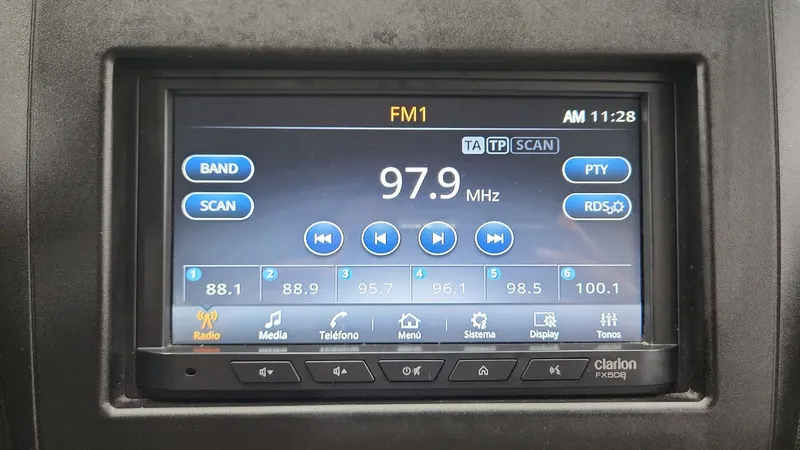 FM1
AM 11:28
TA TP SCAN
BAND
97.9 MHz
PTY
SCAN
RDS
1 88.1
2 88.9
3 95.7
4 96.1
5 98.5
6 100.1
Radio
Media
Teléfono
Menú
Sistema
Display
Tonos
clarion
FX508